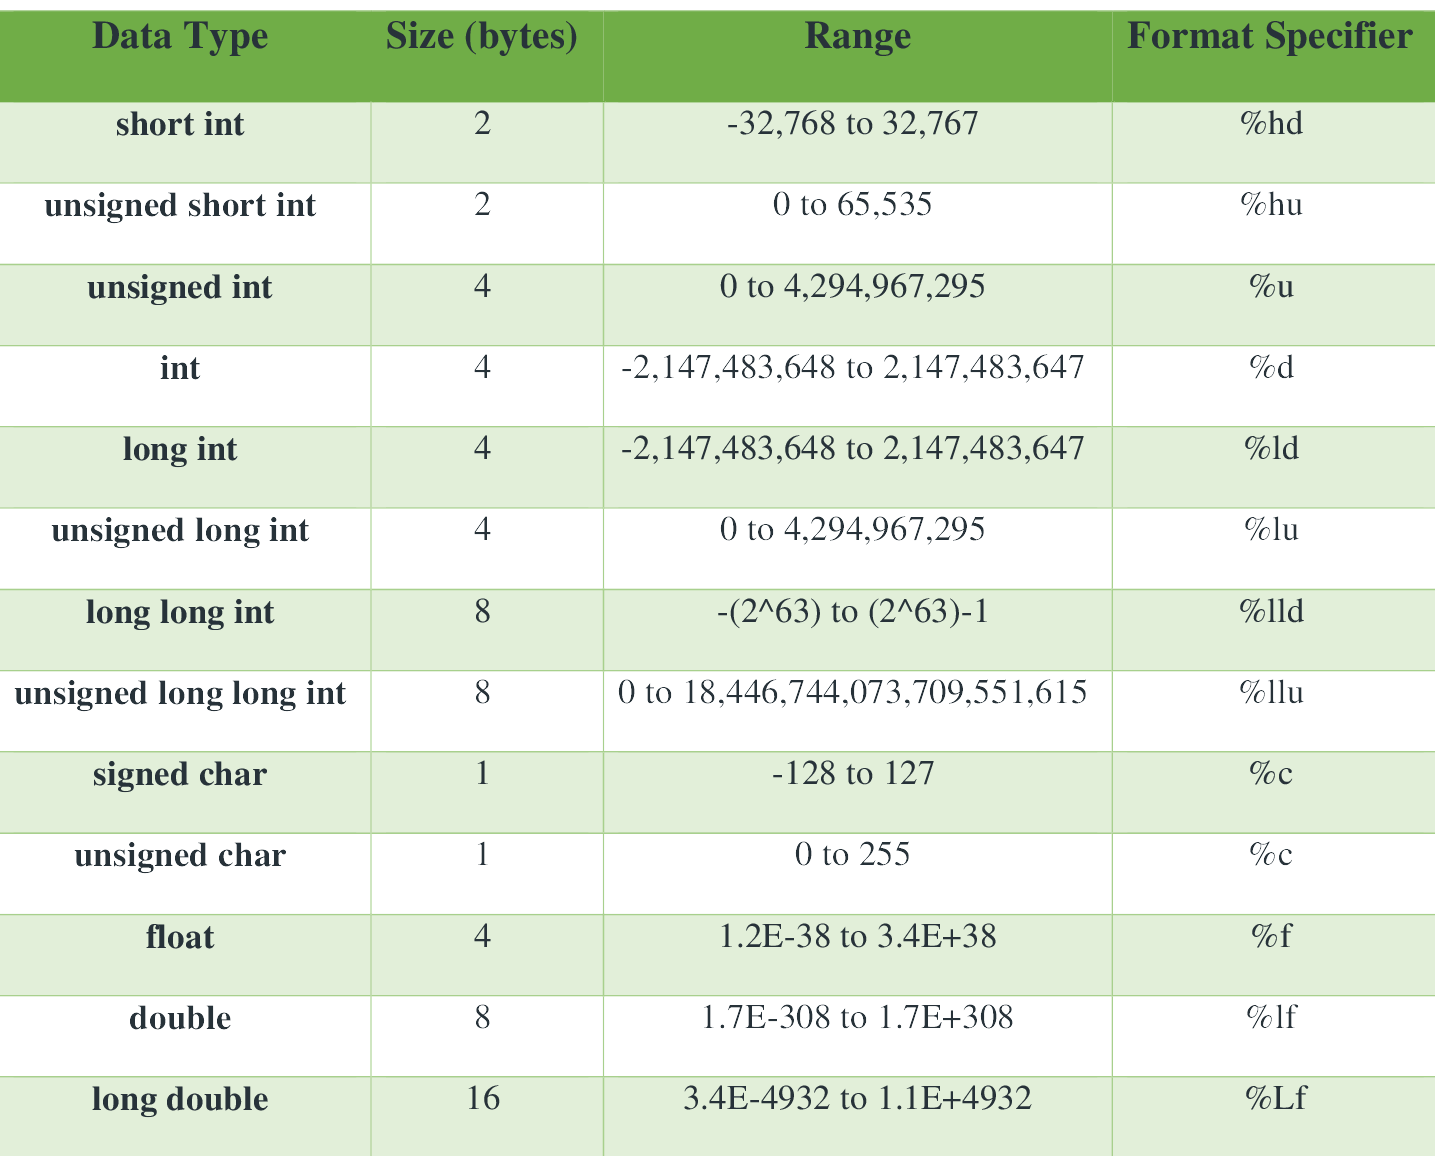 Data Type Size (bytes) Range Format Specifier
short int 2 -32,768 to 32,767 %hd
unsigned short int 2 0 to 65,535 %hu
unsigned int 4 0 to 4,294,967,295 %u
int 4 -2,147,483,648 to 2,147,483,647 %d
long int 4 -2,147,483,648 to 2,147,483,647 %ld
unsigned long int 4 0 to 4,294,967,295 %lu
long long int 8 -(2^63) to (2^63)-1 %lld
unsigned long long int 8 0 to 18,446,744,073,709,551,615 %llu
signed char 1 -128 to 127 %c
unsigned char 1 0 to 255 %c
float 4 1.2E-38 to 3.4E+38 %f
double 8 1.7E-308 to 1.7E+308 %lf
long double 16 3.4E-4932 to 1.1E+4932 %Lf